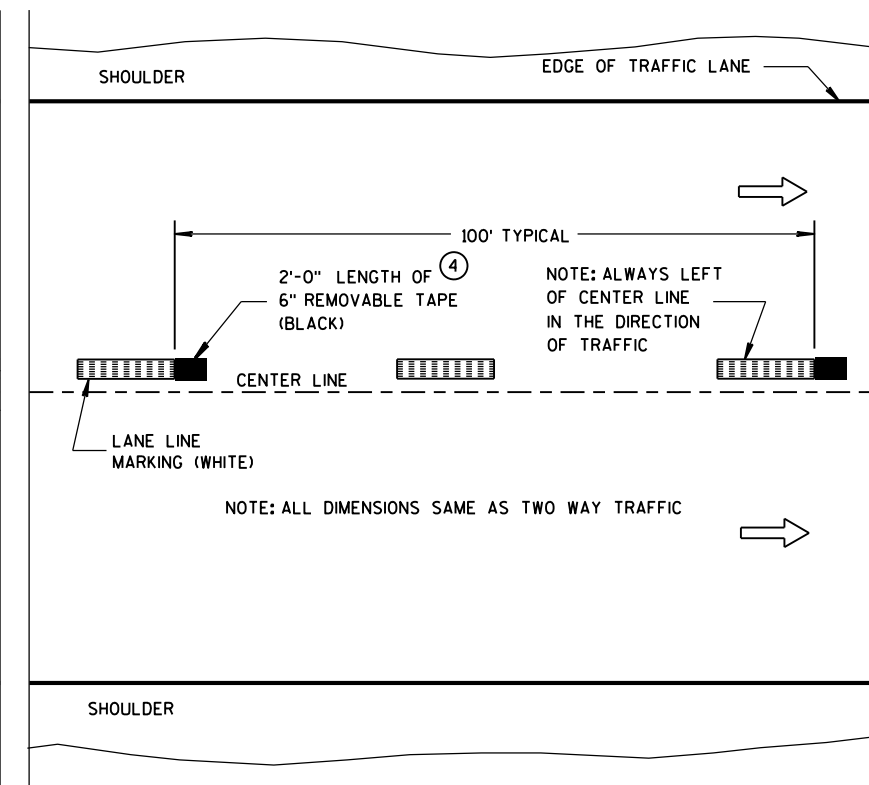 SHOULDER
EDGE OF TRAFFIC LANE
100' TYPICAL
2'-0" LENGTH OF 4
6" REMOVABLE TAPE
(BLACK)
NOTE: ALWAYS LEFT
OF CENTER LINE
IN THE DIRECTION
OF TRAFFIC
CENTER LINE
LANE LINE
MARKING (WHITE)
NOTE: ALL DIMENSIONS SAME AS TWO WAY TRAFFIC
SHOULDER